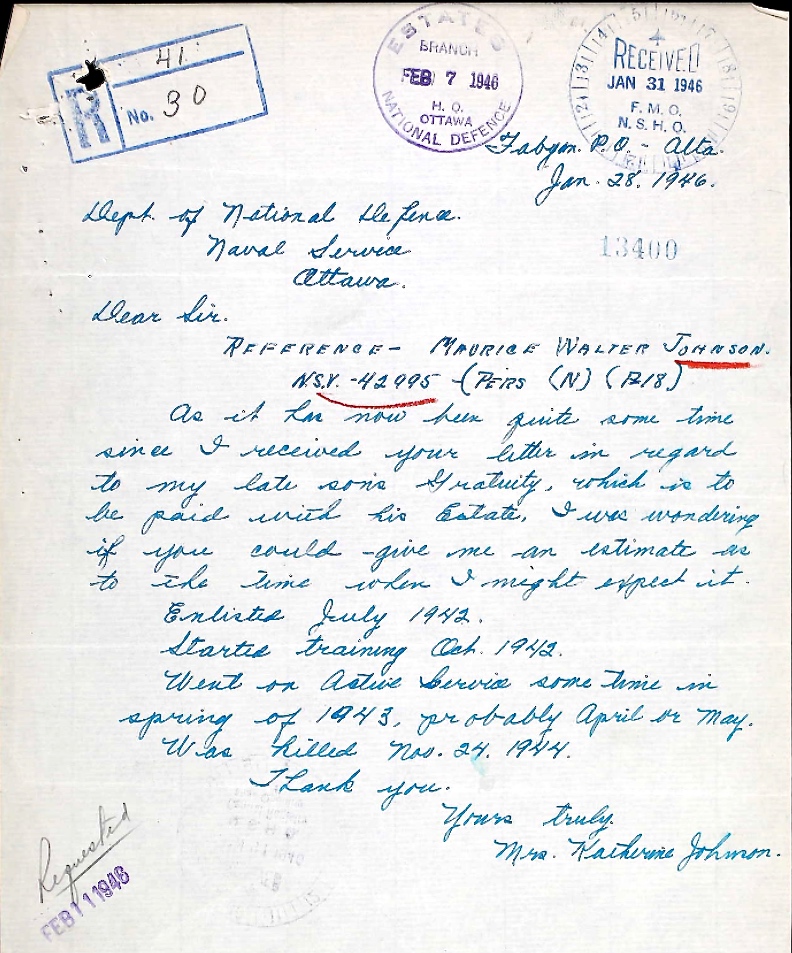 41
R No. 30
ESTATES
BRANCH
FEB 7 1946
H. O.
OTTAWA
NATIONAL DEFENCE
RECEIVED
JAN 31 1946
F. M. O.
N. S. H. O.
Fabyan. P.O. - Alta.
Jan. 28. 1946.
Dept. of National Defence.
Naval Service
13400
Ottawa.
Dear Sir.
REFERENCE - MAURICE WALTER JOHNSON.
N.S.V. - 42995 - (PERS (N) (B18)
As it has now been quite some time
since I received your letter in regard
to my late son's Gratuity, which is to
be paid with his Estate, I was wondering
if you could give me an estimate as
to the time when I might expect it.
Enlisted July 1942.
Started training Oct. 1942.
Went on Active Service some time in
spring of 1943, probably April or May.
Was killed Nov. 24. 1944.
Thank you.
Yours truly.
Mrs. Katherine Johnson.
Requested
FEB 11 1946